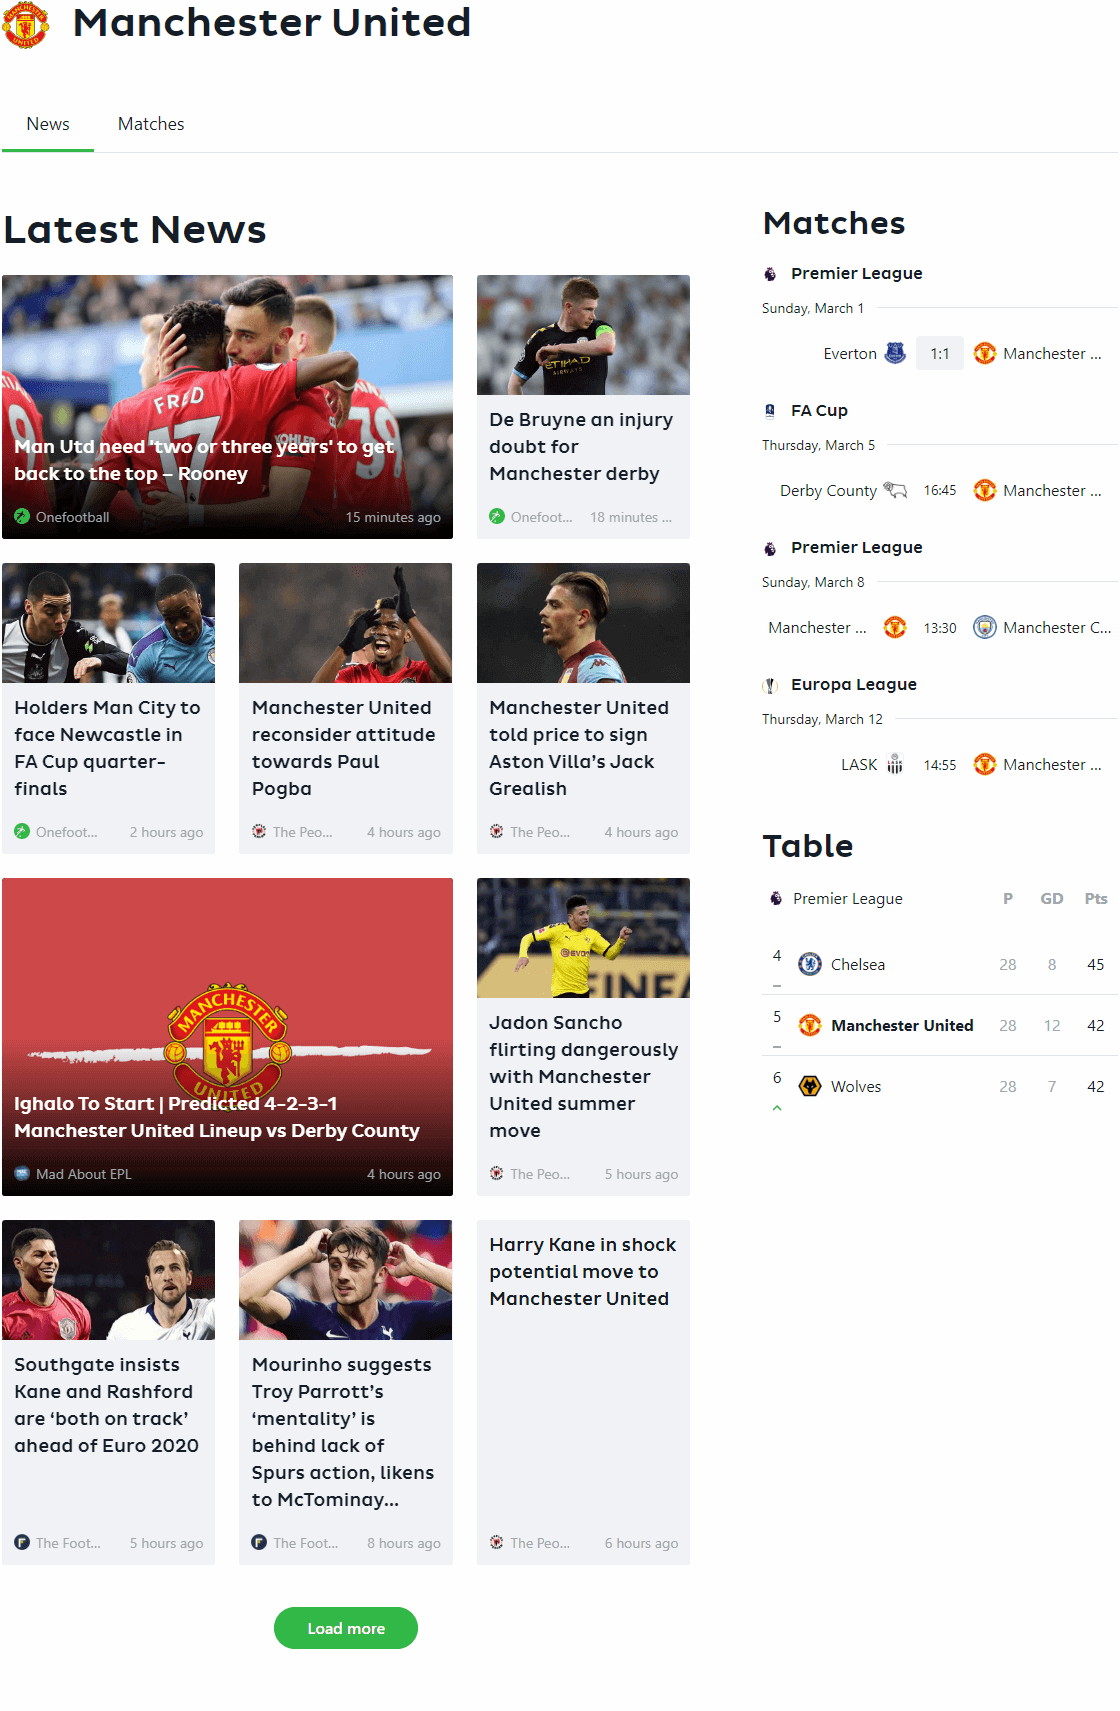 Manchester United
News
Matches
Latest News
FRED
17
Man Utd need 'two or three years' to get
back to the top – Rooney
Onefootball
15 minutes ago
ETIHAD
AIRWAYS
De Bruyne an injury
doubt for
Manchester derby
Onefoot...
18 minutes ...
Holders Man City to
face Newcastle in
FA Cup quarter-
finals
Onefoot...
2 hours ago
Manchester United
reconsider attitude
towards Paul
Pogba
The Peo...
4 hours ago
Manchester United
told price to sign
Aston Villa’s Jack
Grealish
The Peo...
4 hours ago
MANCHESTER
UNITED
Ighalo To Start | Predicted 4-2-3-1
Manchester United Lineup vs Derby County
Mad About EPL
4 hours ago
Jadon Sancho
flirting dangerously
with Manchester
United summer
move
The Peo...
5 hours ago
Southgate insists
Kane and Rashford
are ‘both on track’
ahead of Euro 2020
The Foot...
5 hours ago
Mourinho suggests
Troy Parrott’s
‘mentality’ is
behind lack of
Spurs action, likens
to McTominay...
The Foot...
8 hours ago
Harry Kane in shock
potential move to
Manchester United
The Peo...
6 hours ago
Load more
Matches
Premier League
Sunday, March 1
Everton 1:1 Manchester ...
FA Cup
Thursday, March 5
Derby County 16:45 Manchester ...
Premier League
Sunday, March 8
Manchester ... 13:30 Manchester C...
Europa League
Thursday, March 12
LASK 14:55 Manchester ...
Table
Premier League P GD Pts
4 Chelsea 28 8 45
5 Manchester United 28 12 42
6 Wolves 28 7 42